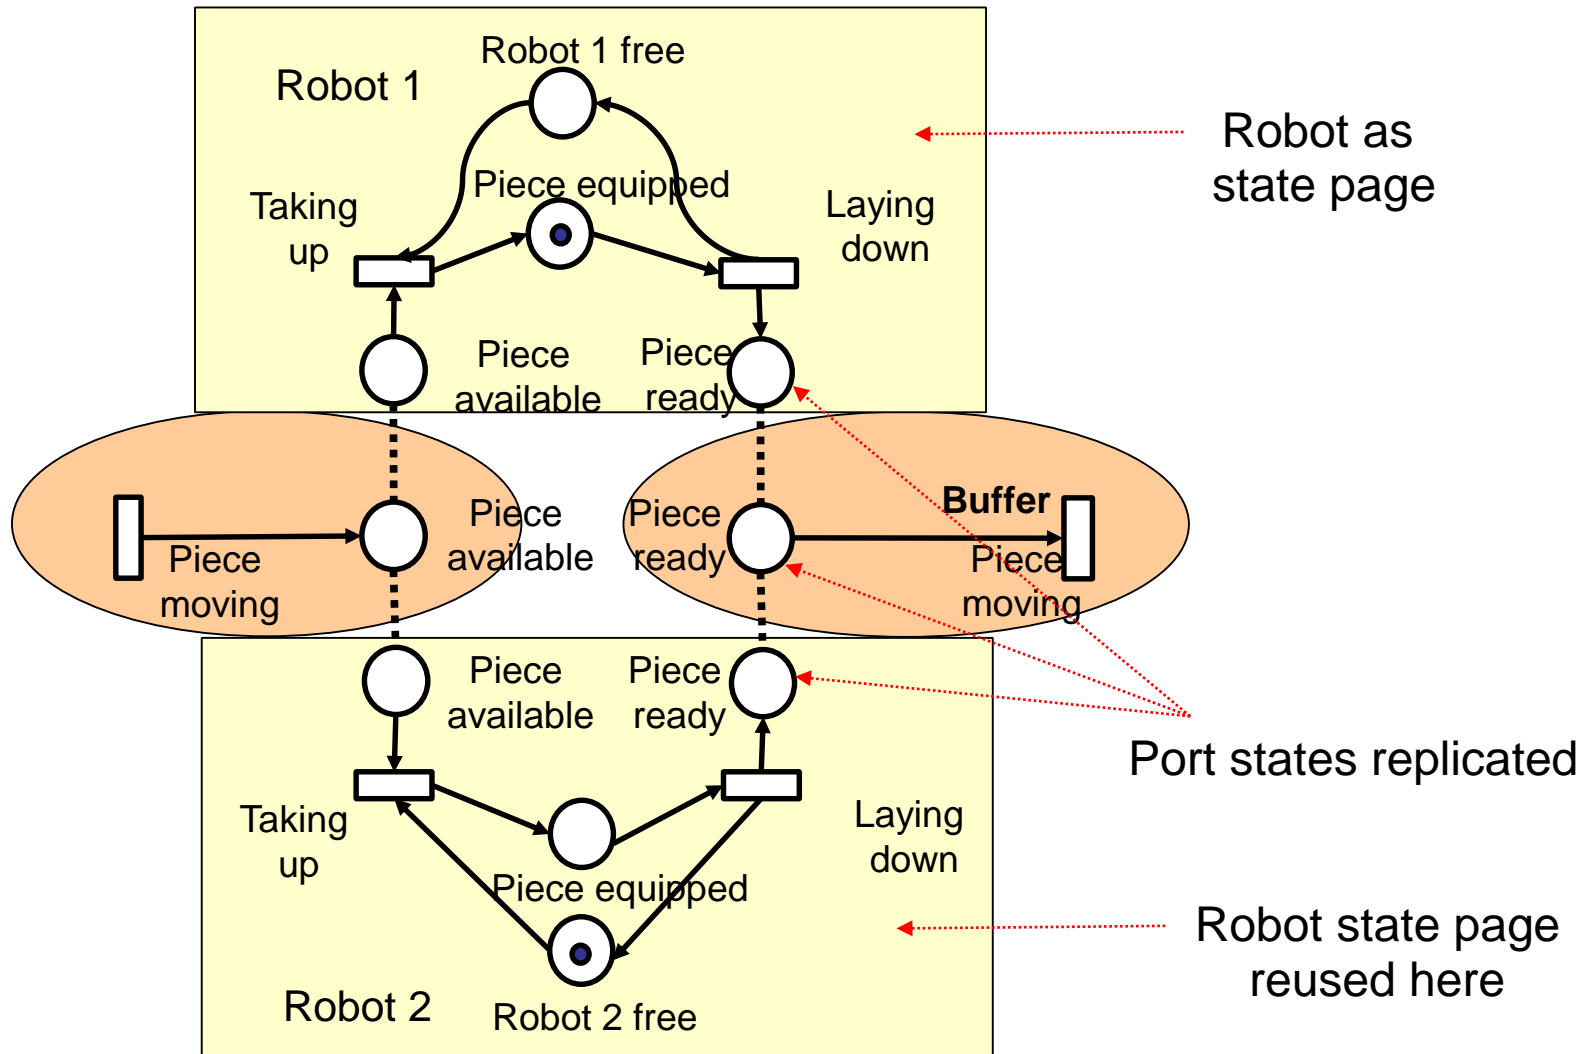 Robot 1 free
Robot 1
Robot as
state page
Piece equipped
Taking
up
Laying
down
Piece
available
Piece
ready
Piece
available
Piece
ready
Buffer
Piece
moving
Piece
moving
Piece
available
Piece
ready
Port states replicated
Taking
up
Laying
down
Piece equipped
Robot state page
reused here
Robot 2
Robot 2 free